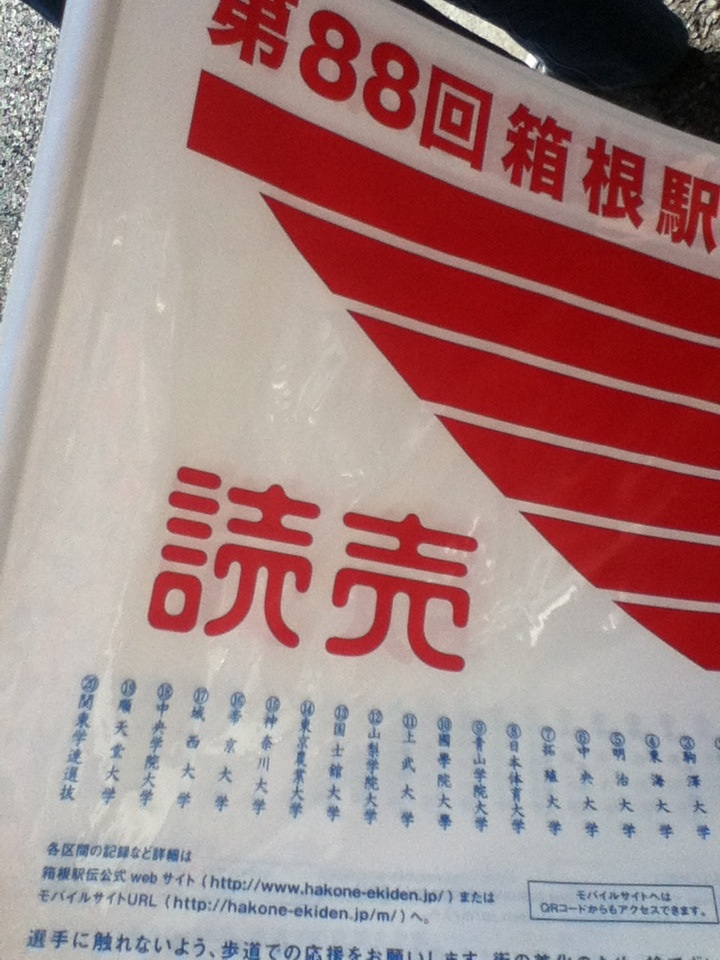 第88回箱根駅
読売
③駒澤大
④東海大学
⑤明治大学
⑥中央大学
⑦拓殖大学
⑧日本体育大学
⑨青山学院大学
⑩國學院大學
⑪上武大学
⑫山梨学院大学
⑬国士舘大学
⑭東京農業大学
⑮神奈川大学
⑯帝京大学
⑰城西大学
⑱中央学院大学
⑲順天堂大学
⑳関東学連選抜
各区間の記録など詳細は
箱根駅伝公式 web サイト (http://www.hakone-ekiden.jp/) または
モバイルサイトURL (http://hakone-ekiden.jp/m/) へ。
モバイルサイトへは
QRコードからもアクセスできます。
選手に触れないよう、歩道での応援をお願いします。街の美化のため、